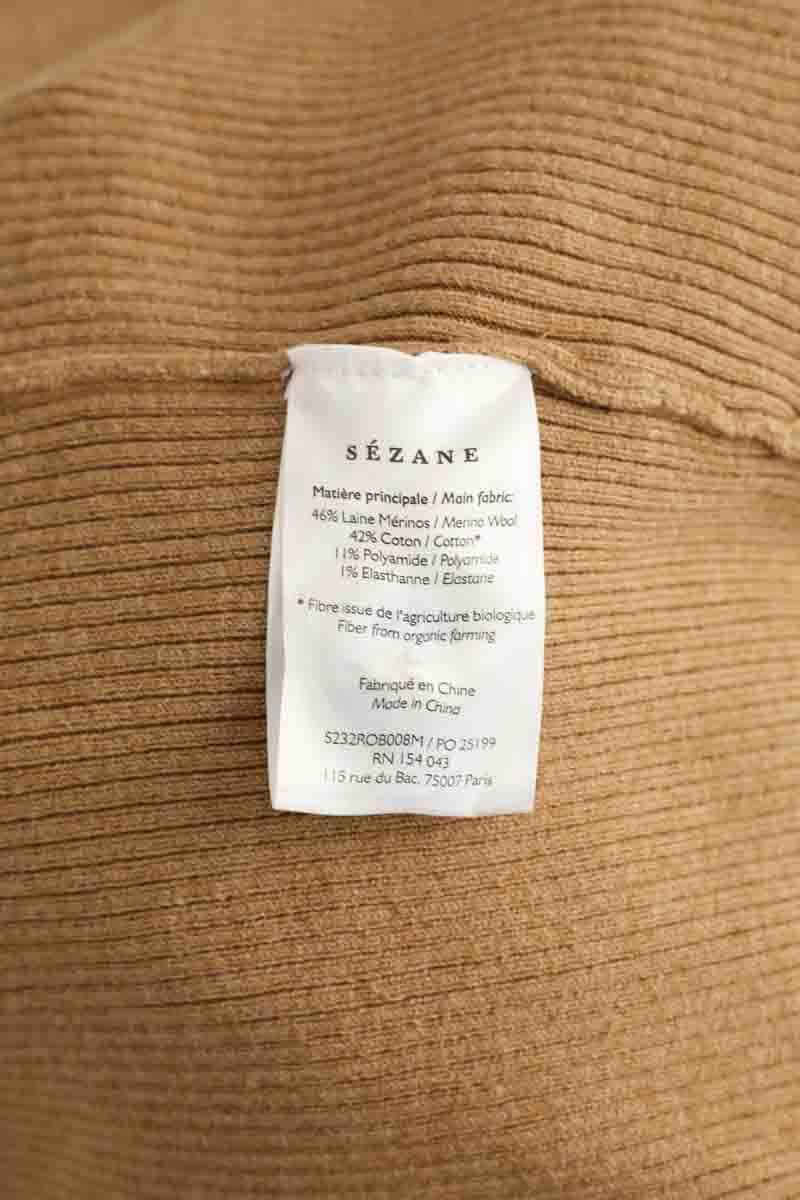 SÉZANE
Matière principale / Main fabric:
46% Laine Mérinos / Merino Wool
42% Coton / Cotton*
11% Polyamide / Polyamide
1% Elasthanne / Elastane
* Fibre issue de l'agriculture biologique
Fiber from organic farming
Fabriqué en Chine
Made in China
S232ROB008M / PO 25199
RN 154 043
115 rue du Bac. 75007 Paris